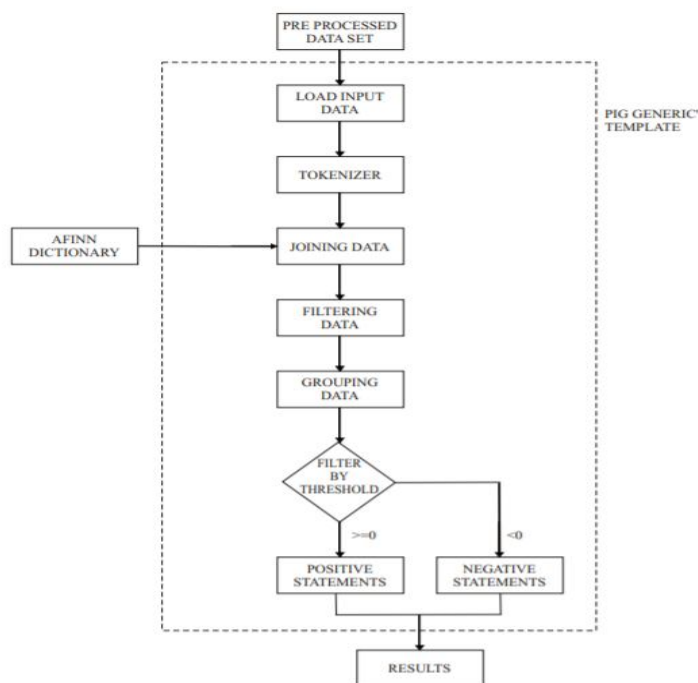 PRE PROCESSED
DATA SET
LOAD INPUT
DATA
PIG GENERIC'
TEMPLATE
TOKENIZER
AFINN
DICTIONARY
JOINING DATA
FILTERING
DATA
GROUPING
DATA
FILTER
BY
THRESHOLD
>=0
<0
POSITIVE
STATEMENTS
NEGATIVE
STATEMENTS
RESULTS